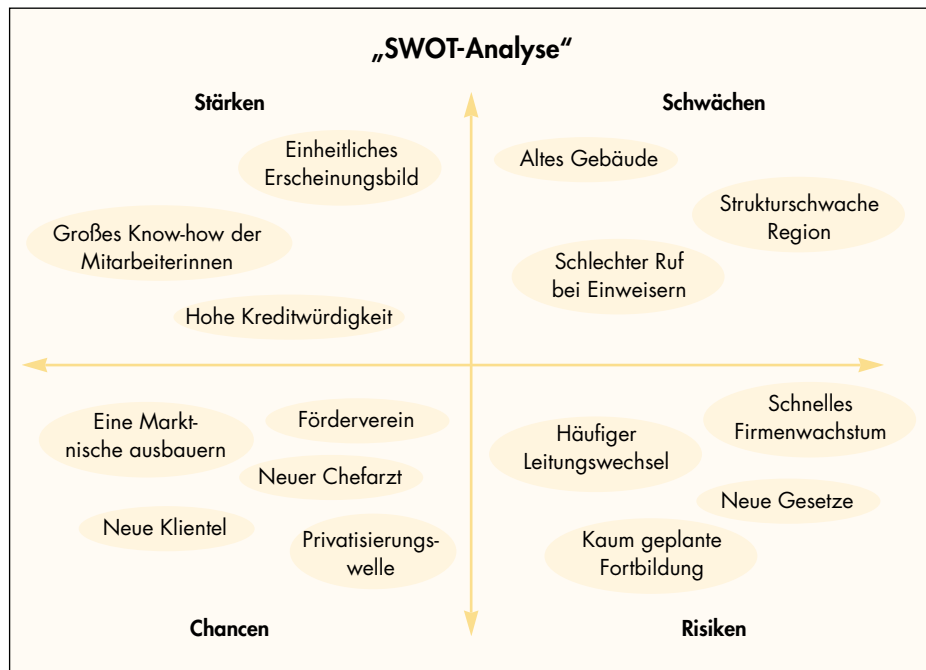 „SWOT-Analyse“
Stärken
Einheitliches
Erscheinungsbild
Großes Know-how der
Mitarbeiterinnen
Hohe Kreditwürdigkeit
Schwächen
Altes Gebäude
Strukturschwache
Region
Schlechter Ruf
bei Einweisern
Eine Markt-
nische ausbauern
Förderverein
Neuer Chefarzt
Neue Klientel
Privatisierungs-
welle
Chancen
Schnelles
Firmenwachstum
Häufiger
Leitungswechsel
Neue Gesetze
Kaum geplante
Fortbildung
Risiken